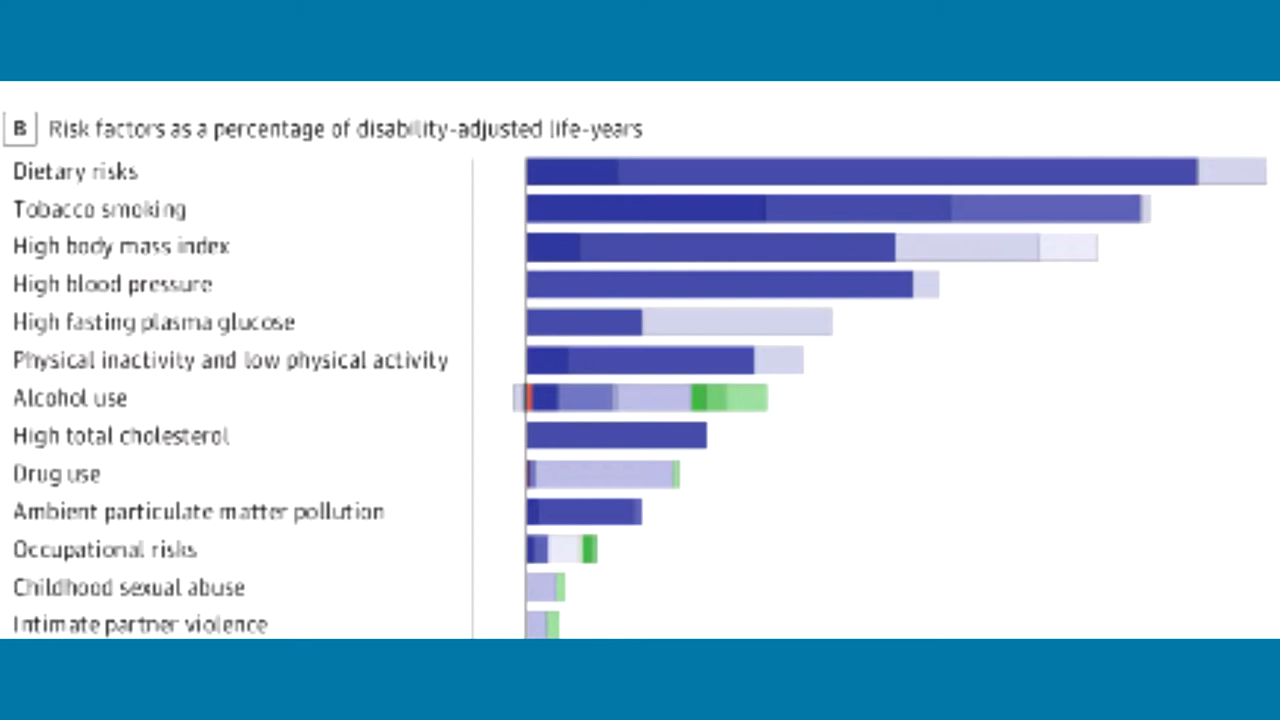 B Risk factors as a percentage of disability-adjusted life-years
Dietary risks
Tobacco smoking
High body mass index
High blood pressure
High fasting plasma glucose
Physical inactivity and low physical activity
Alcohol use
High total cholesterol
Drug use
Ambient particulate matter pollution
Occupational risks
Childhood sexual abuse
Intimate partner violence